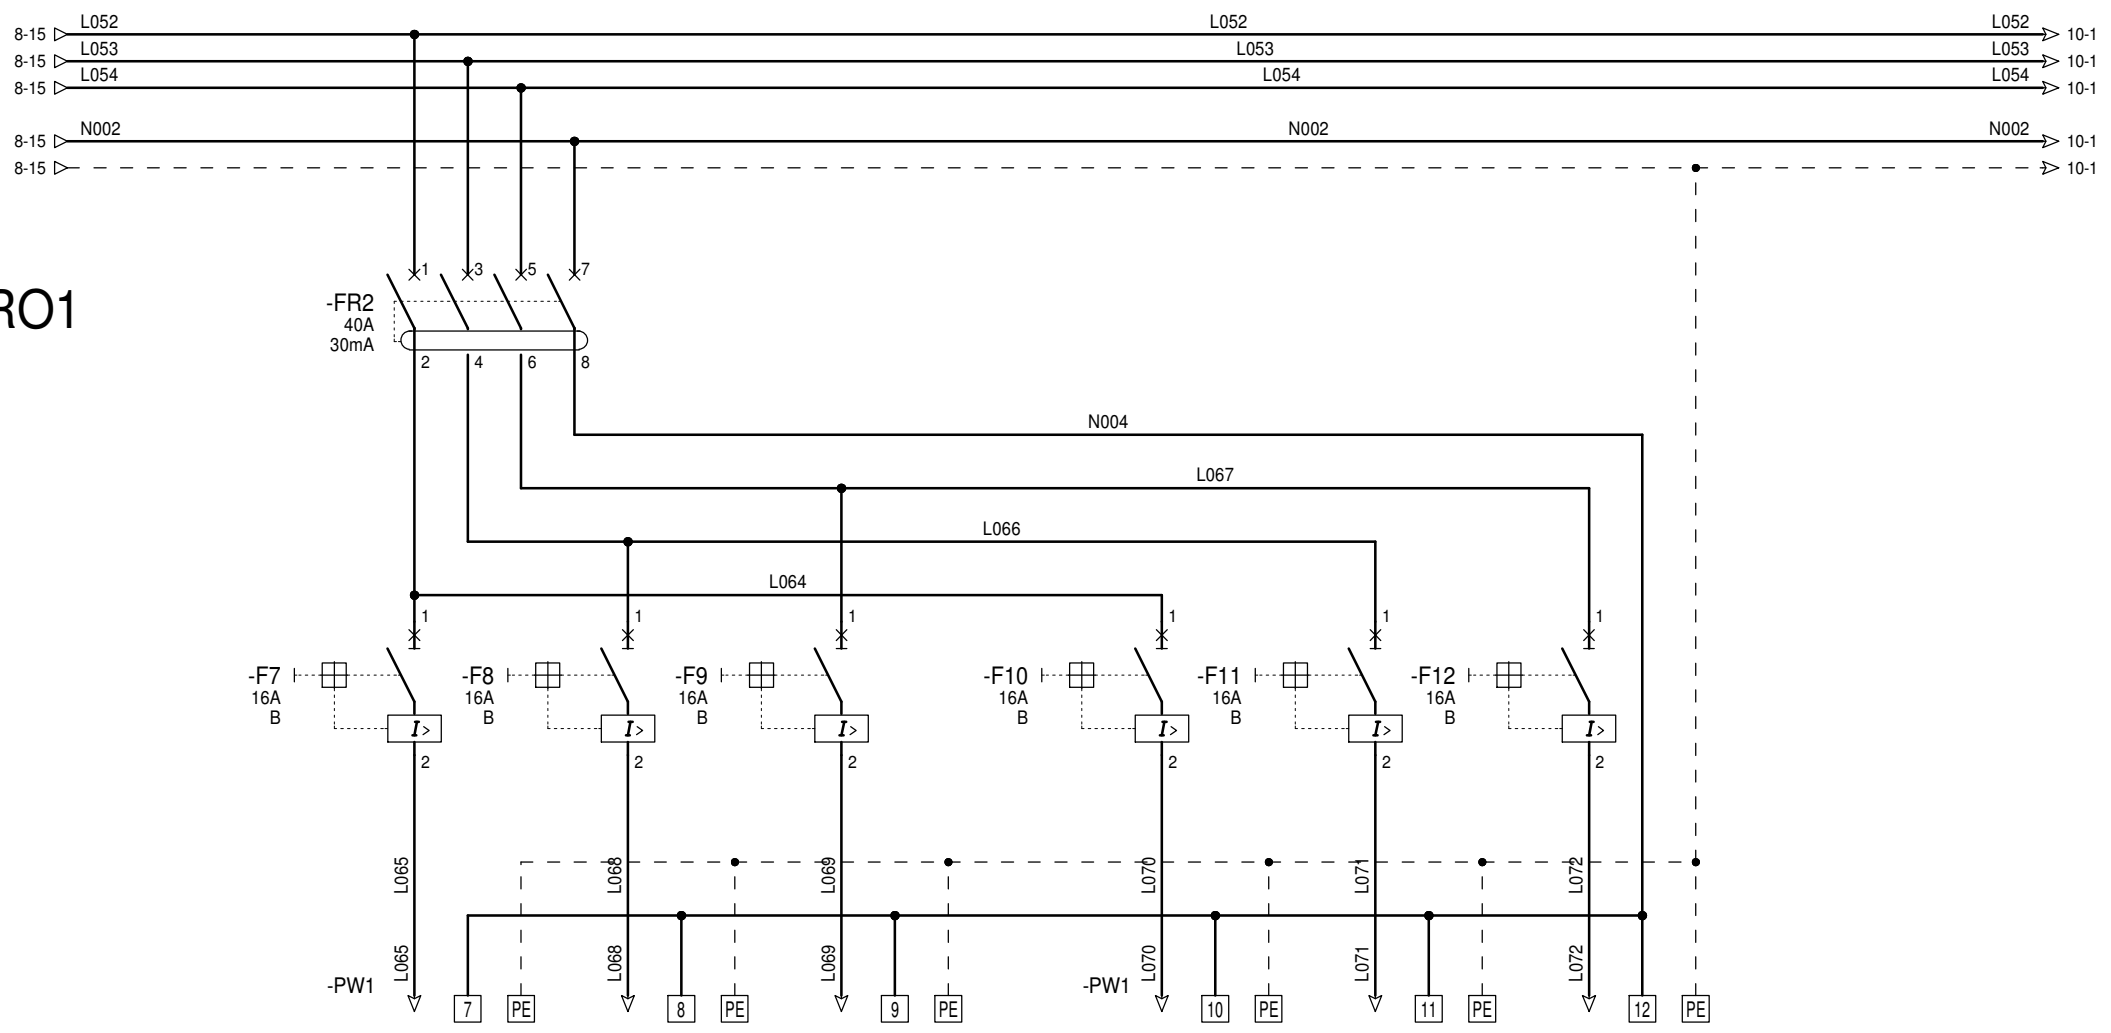 8-15 L052 L052 L052 10-1
8-15 L053 L053 L053 10-1
8-15 L054 L054 L054 10-1
8-15 N002 N002 N002 10-1
8-15 10-1
1 3 5 7
RO1
-FR2
40A
30mA
2 4 6 8
N004
L067
L066
L064
1 1 1 1 1 1
-F7 -F8 -F9 -F10 -F11 -F12
16A 16A 16A 16A 16A 16A
B B B B B B
I> I> I> I> I> I>
2 2 2 2 2 2
L065 L068 L069 L070 L071 L072
L065 L068 L069 L070 L071 L072
-PW1 -PW1
7 PE 8 PE 9 PE 10 PE 11 PE 12 PE